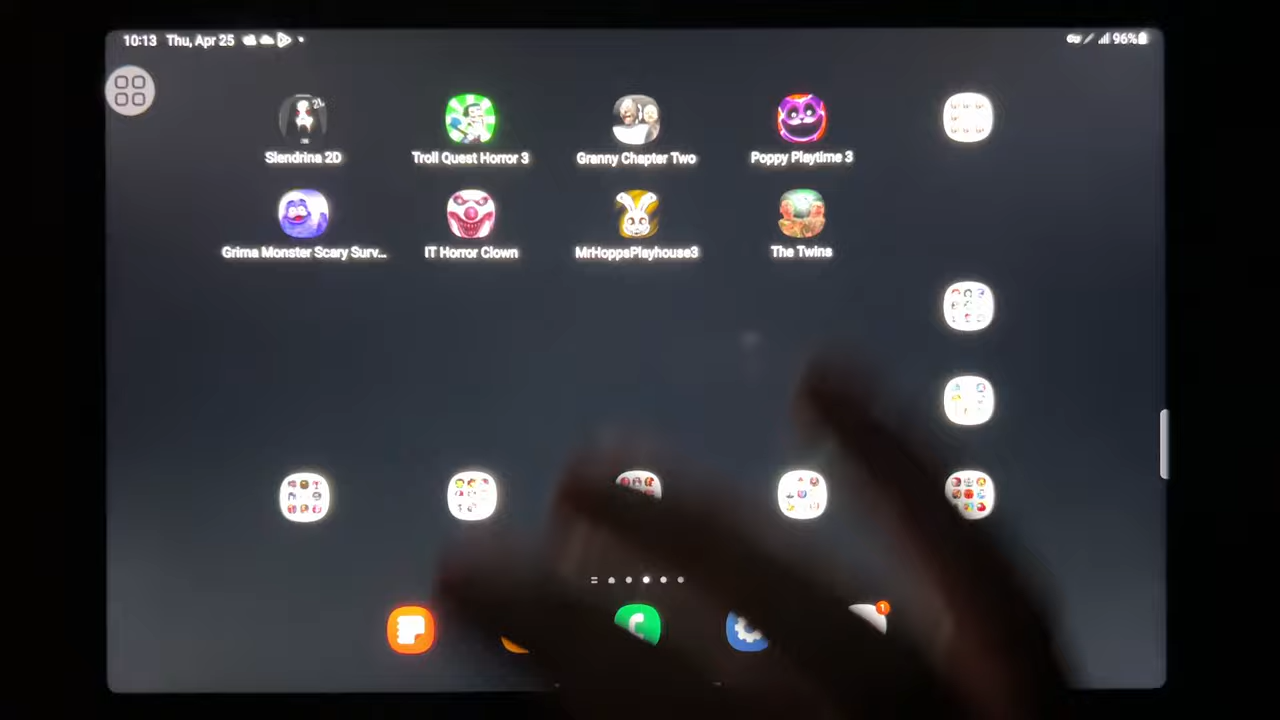 10:13 Thu, Apr 25 96%
Slendrina 2D
Troll Quest Horror 3
Granny Chapter Two
Poppy Playtime 3
Grima Monster Scary Surv...
IT Horror Clown
MrHoppsPlayhouse3
The Twins
1